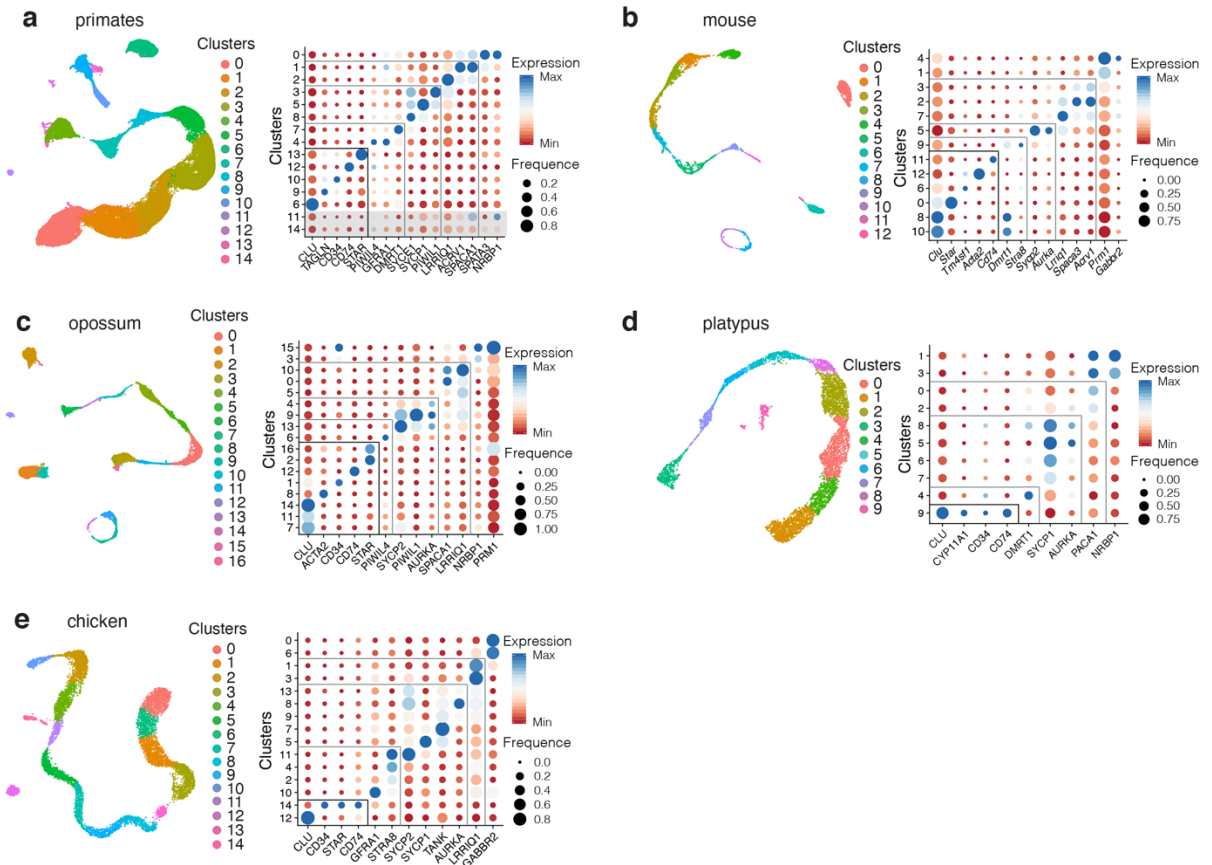 a primates
Clusters
0
1
2
3
4
5
6
7
8
9
10
11
12
13
14
Clusters
0
1
2
3
5
8
7
4
13
12
10
9
6
11
14
CLU
TAGLN
CD34
CD74
STAR
PIWIL4
GFRA1
DMRT1
SYCE1
SYCP1
PIWIL1
LRRIQ1
ACRV1
SPACA1
SPATA3
NRBP1
Expression
Max
Min
Frequence
0.2
0.4
0.6
0.8
b mouse
Clusters
0
1
2
3
4
5
6
7
8
9
10
11
12
Clusters
4
1
3
2
7
5
9
11
12
6
0
8
10
Clu
Star
Tm4sf1
Acta2
Cd74
Dmrt1
Stra8
Sycp2
Aurka
Lrriq1
Spaca3
Acrv1
Prm1
Gabbr2
Expression
Max
Min
Frequence
0.00
0.25
0.50
0.75
c opossum
Clusters
0
1
2
3
4
5
6
7
8
9
10
11
12
13
14
15
16
Clusters
15
3
10
0
5
4
9
13
6
16
2
12
1
8
14
11
7
CLU
ACTA2
CD34
CD74
STAR
PIWIL4
SYCP2
PIWIL1
AURKA
SPACA1
LRRIQ1
NRBP1
PRM1
Expression
Max
Min
Frequence
0.00
0.25
0.50
0.75
1.00
d platypus
Clusters
0
1
2
3
4
5
6
7
8
9
Clusters
1
3
0
2
8
5
6
7
4
9
CLU
CYP11A1
CD34
CD74
DMRT1
SYCP1
AURKA
PACA1
NRBP1
Expression
Max
Min
Frequence
0.00
0.25
0.50
0.75
e chicken
Clusters
0
1
2
3
4
5
6
7
8
9
10
11
12
13
14
Clusters
0
6
1
3
13
8
9
7
5
11
4
2
10
14
12
CLU
CD34
STAR
CD74
GFRA1
STRA8
SYCP2
SYCP1
TANK
AURKA
LRRIQ1
GABBR2
Expression
Max
Min
Frequence
0.0
0.2
0.4
0.6
0.8